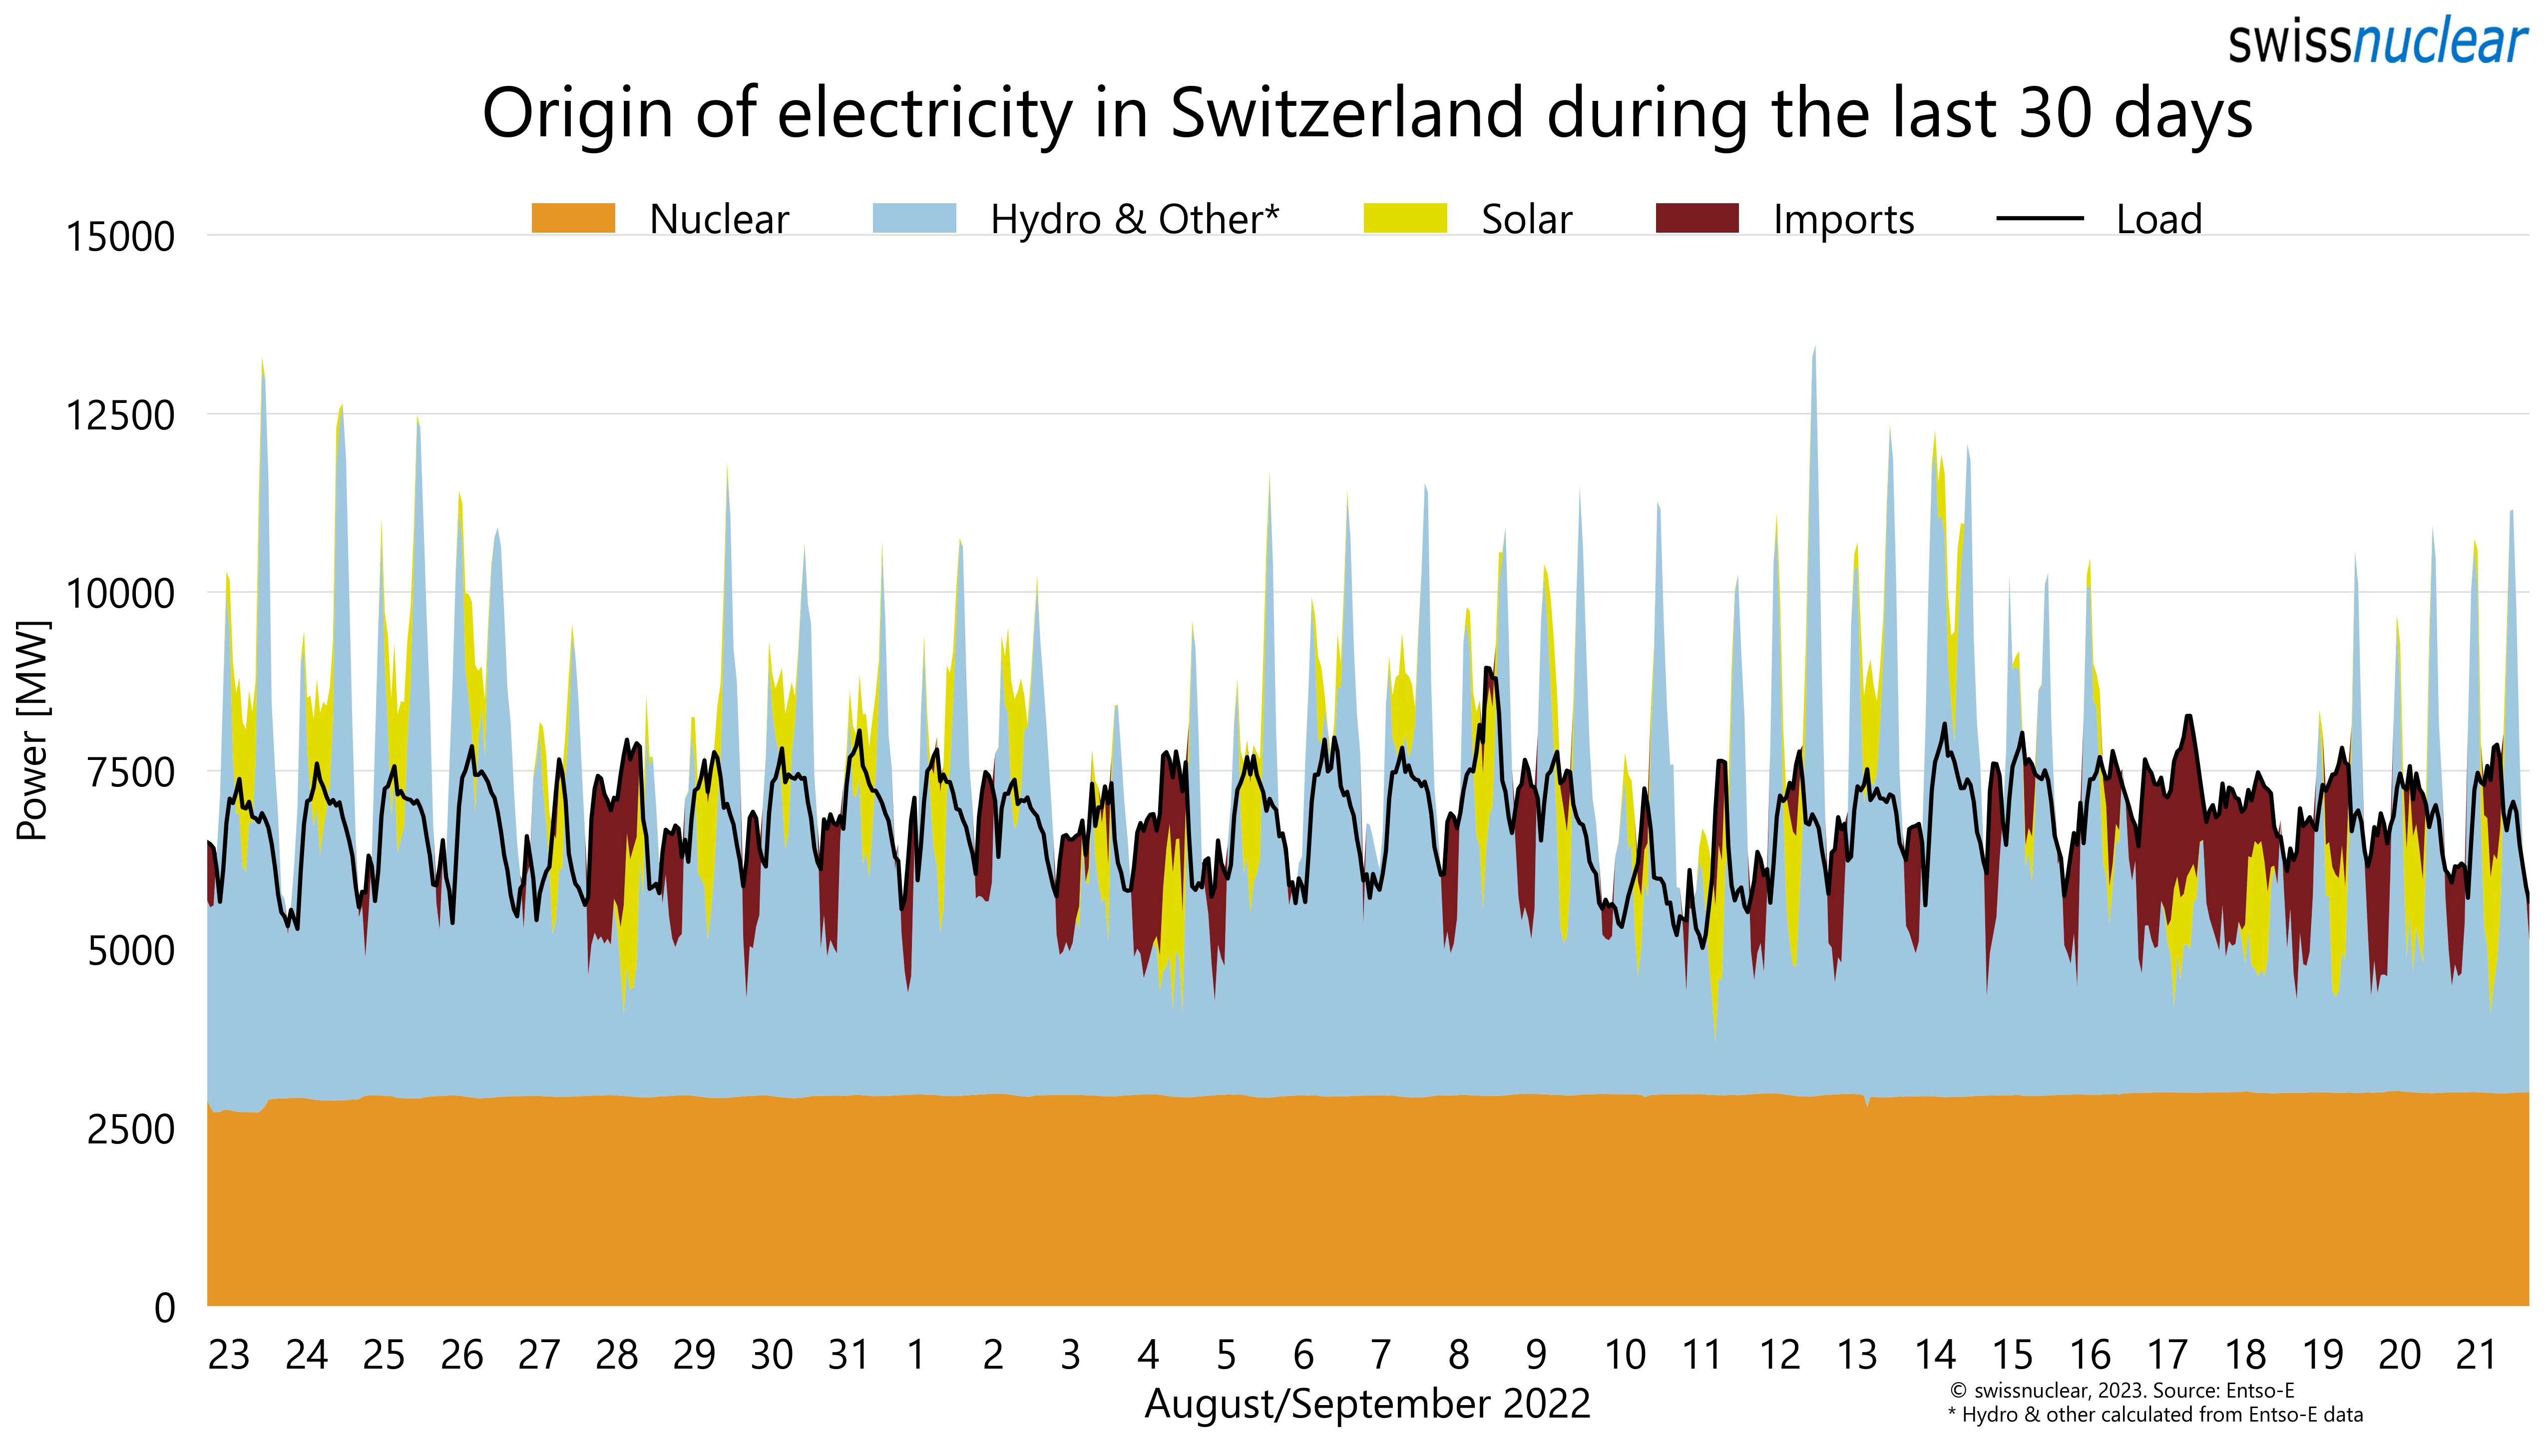 swissnuclear
Origin of electricity in Switzerland during the last 30 days
Nuclear Hydro & Other* Solar Imports Load
15000
12500
10000
7500
5000
2500
0
Power [MW]
23 24 25 26 27 28 29 30 31 1 2 3 4 5 6 7 8 9 10 11 12 13 14 15 16 17 18 19 20 21
August/September 2022
© swissnuclear, 2023. Source: Entso-E
* Hydro & other calculated from Entso-E data